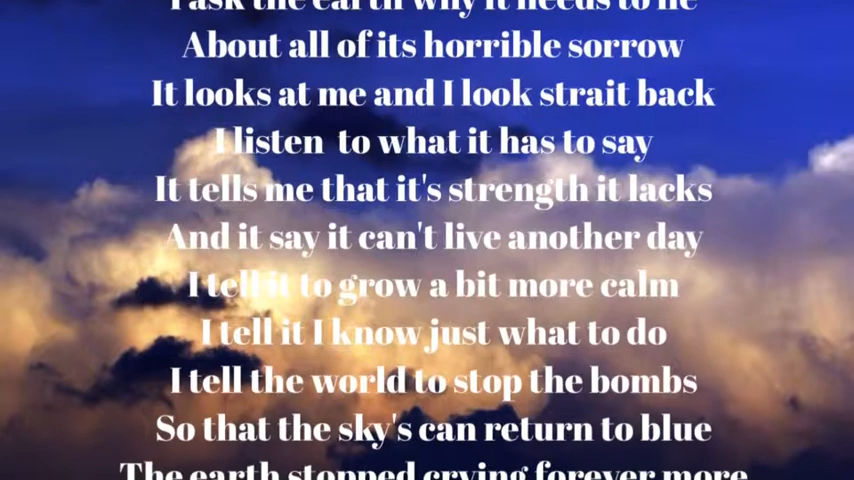 I ask the earth why it needs to lie
About all of its horrible sorrow
It looks at me and I look strait back
I listen to what it has to say
It tells me that it's strength it lacks
And it say it can't live another day
I tell it to grow a bit more calm
I tell it I know just what to do
I tell the world to stop the bombs
So that the sky's can return to blue
The earth stopped crying forever more